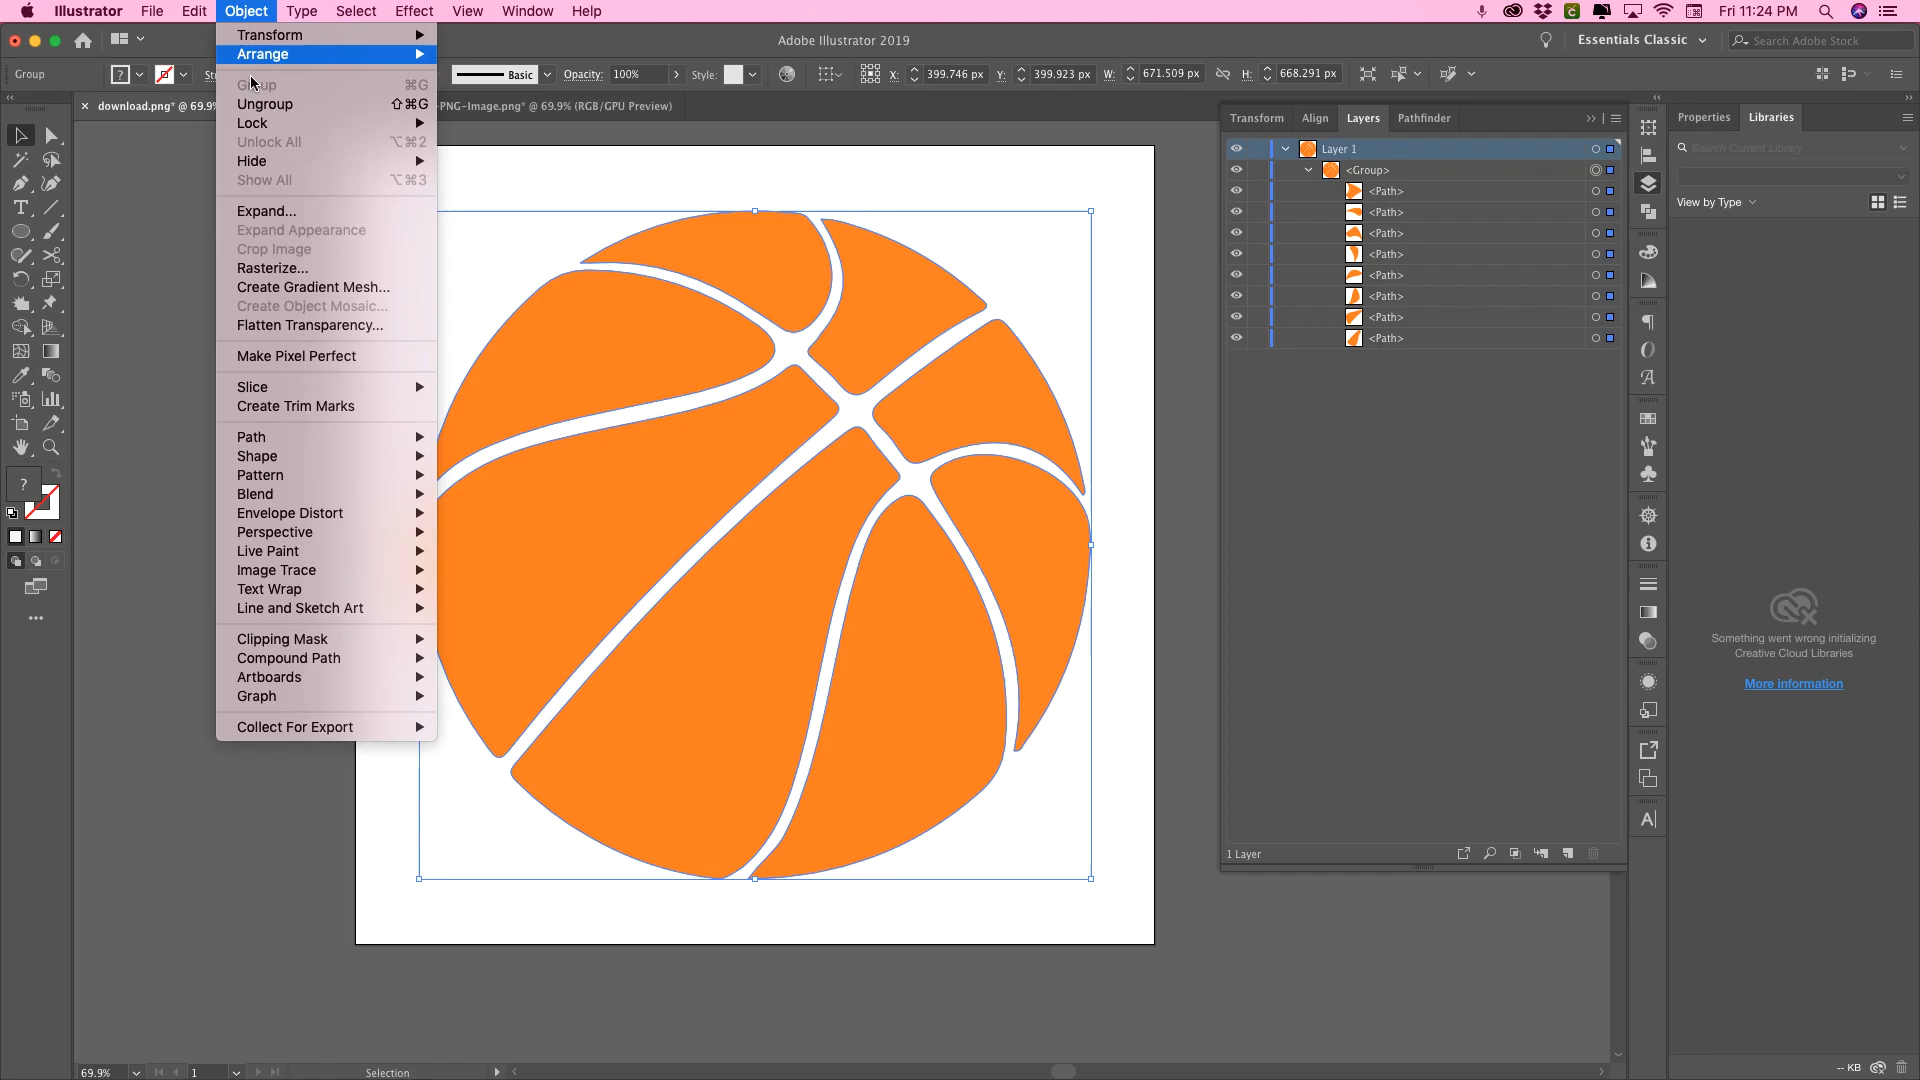 Illustrator File Edit Object Type Select Effect View Window Help
Fri 11:24 PM
Adobe Illustrator 2019
Essentials Classic
Search Adobe Stock
Group
?
Basic
Opacity: 100%
Style:
X: 399.746 px
Y: 399.923 px
W: 671.509 px
H: 668.291 px
download.png* @ 69.9%
-PNG-Image.png* @ 69.9% (RGB/GPU Preview)
Transform
Arrange
Group ⌘G
Ungroup ⇧⌘G
Lock
Unlock All ⌥⌘2
Hide
Show All ⌥⌘3
Expand...
Expand Appearance
Crop Image
Rasterize...
Create Gradient Mesh...
Create Object Mosaic...
Flatten Transparency...
Make Pixel Perfect
Slice
Create Trim Marks
Path
Shape
Pattern
Blend
Envelope Distort
Perspective
Live Paint
Image Trace
Text Wrap
Line and Sketch Art
Clipping Mask
Compound Path
Artboards
Graph
Collect For Export
?
Transform Align Layers Pathfinder
Layer 1
<Group>
<Path>
<Path>
<Path>
<Path>
<Path>
<Path>
<Path>
<Path>
1 Layer
Properties Libraries
Search Current Library
View by Type
Something went wrong initializing
Creative Cloud Libraries
More information
-- KB
69.9%
1
Selection